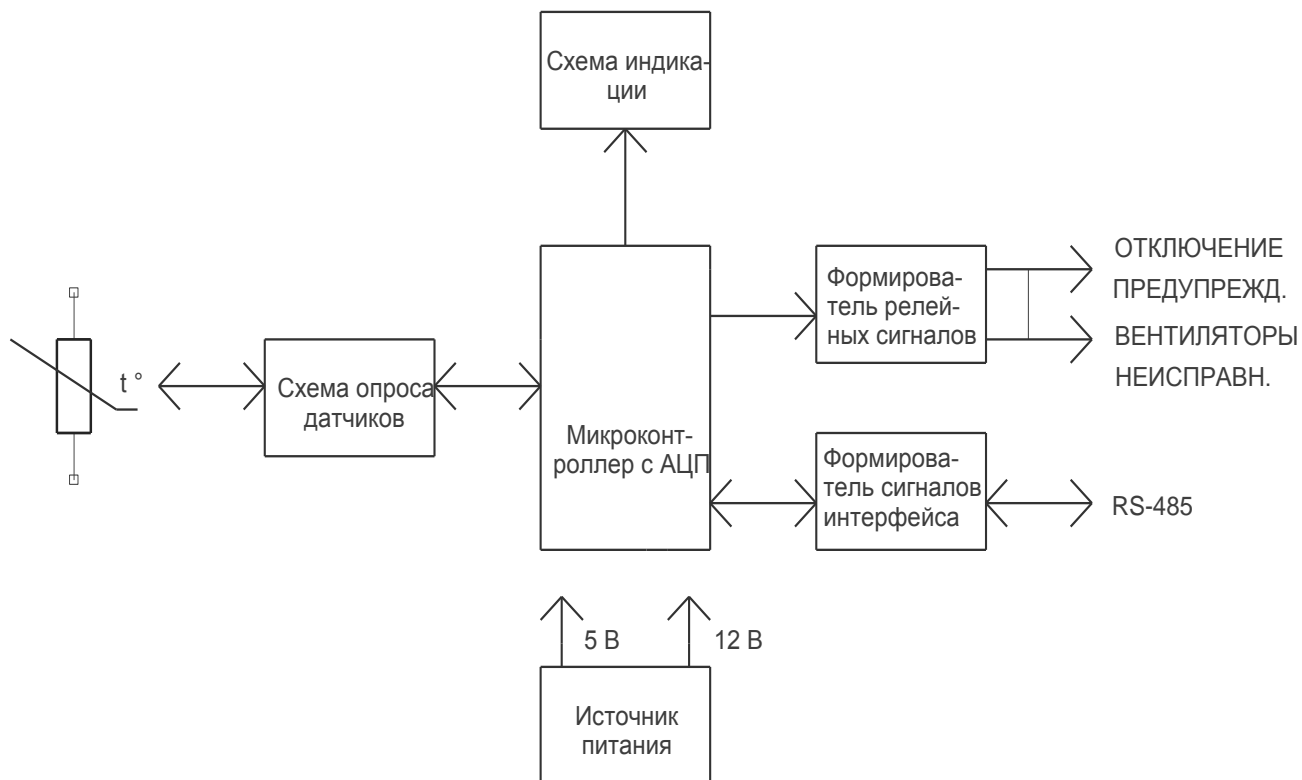 Схема индика-
ции
ОТКЛЮЧЕНИЕ
ПРЕДУПРЕЖД.
ВЕНТИЛЯТОРЫ
НЕИСПРАВН.
Формирова-
тель релей-
ных сигналов
t °
Схема опроса
датчиков
Микроконт-
роллер с АЦП
Формирова-
тель сигналов
интерфейса
RS-485
5 В
12 В
Источник
питания